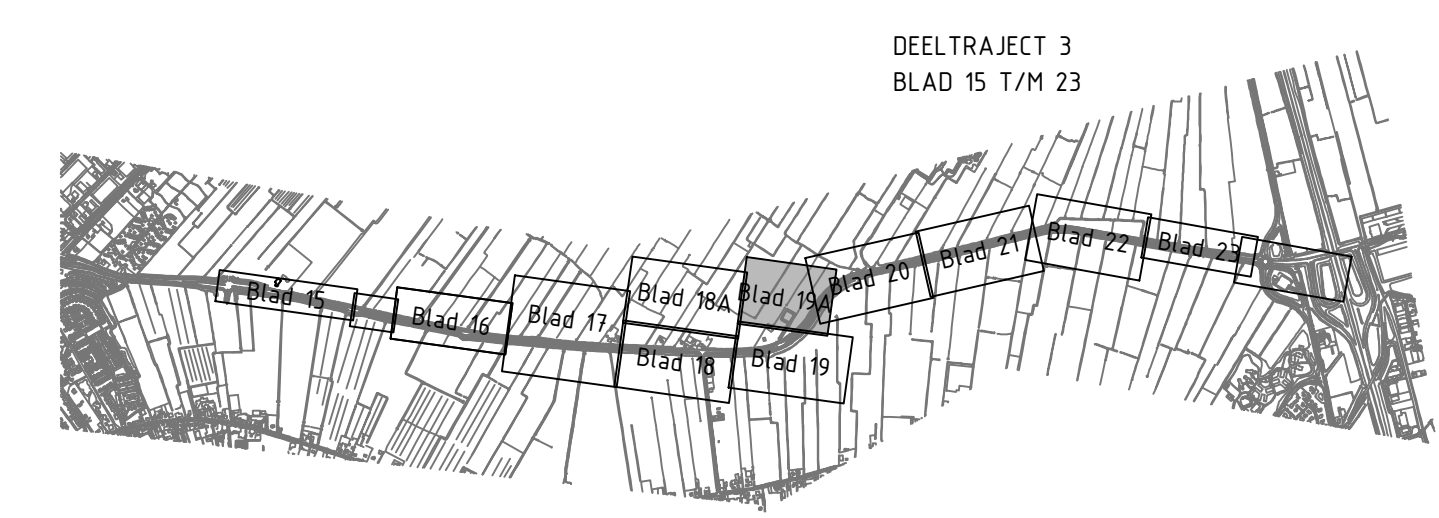 DEELTRAJECT 3
BLAD 15 T/M 23
Blad 15
Blad 16
Blad 17
Blad 18A
Blad 18
Blad 19A
Blad 19
Blad 20
Blad 21
Blad 22
Blad 23